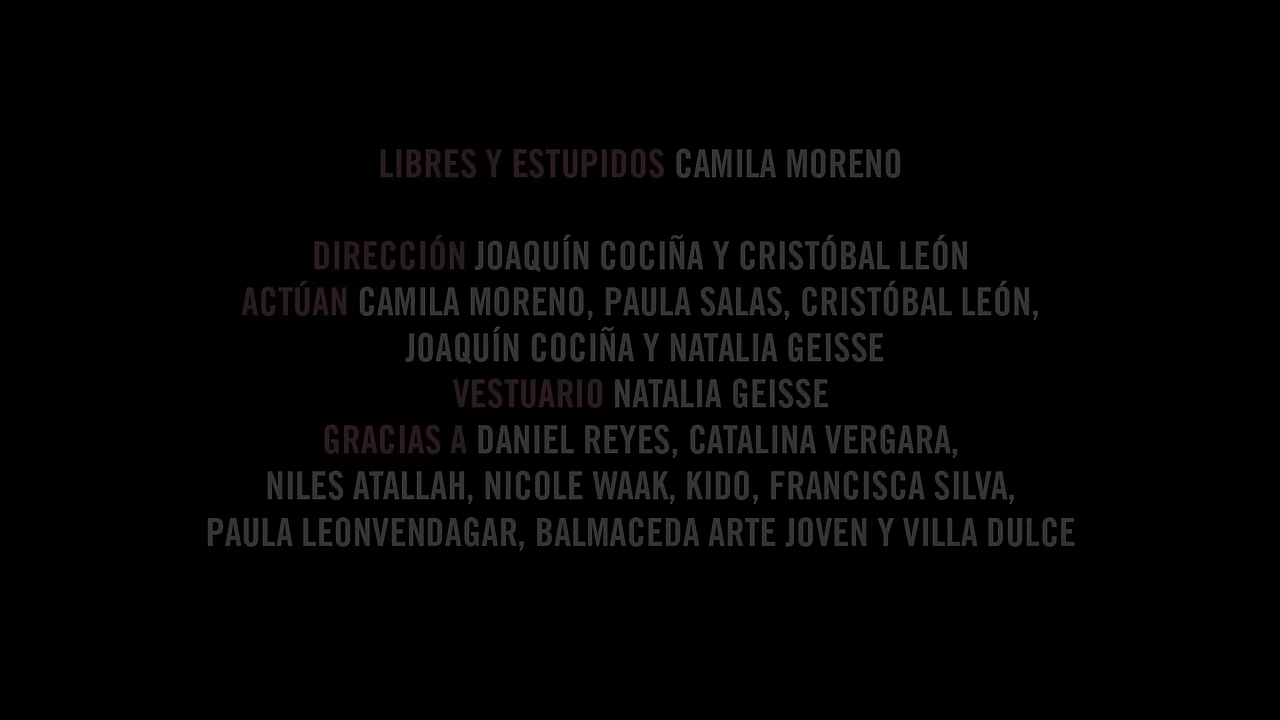 LIBRES Y ESTUPIDOS CAMILA MORENO
DIRECCIÓN JOAQUÍN COCIÑA Y CRISTÓBAL LEÓN
ACTÚAN CAMILA MORENO, PAULA SALAS, CRISTÓBAL LEÓN,
JOAQUÍN COCIÑA Y NATALIA GEISSE
VESTUARIO NATALIA GEISSE
GRACIAS A DANIEL REYES, CATALINA VERGARA,
NILES ATALLAH, NICOLE WAAK, KIDO, FRANCISCA SILVA,
PAULA LEONVENDAGAR, BALMACEDA ARTE JOVEN Y VILLA DULCE